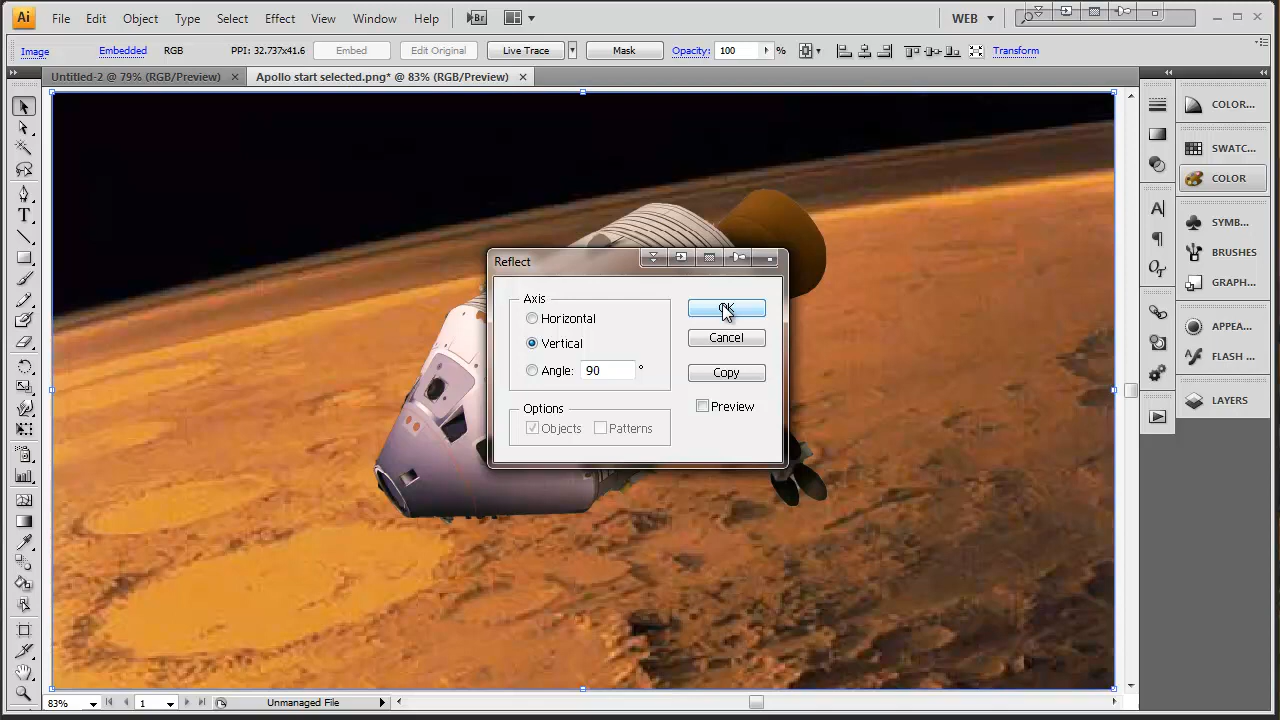 Ai File Edit Object Type Select Effect View Window Help Br WEB
Image Embedded RGB PPI: 32.737x41.6 Embed Edit Original Live Trace Mask Opacity: 100 % Transform
Untitled-2 @ 79% (RGB/Preview) × Apollo start selected.png* @ 83% (RGB/Preview) ×
COLOR...
SWATC...
COLOR
SYMB...
BRUSHES
GRAPH...
APPEA...
FLASH ...
LAYERS
Reflect
Axis
Horizontal
Vertical
Angle: 90 °
Options
Objects Patterns
OK
Cancel
Copy
Preview
83% 1 Unmanaged File